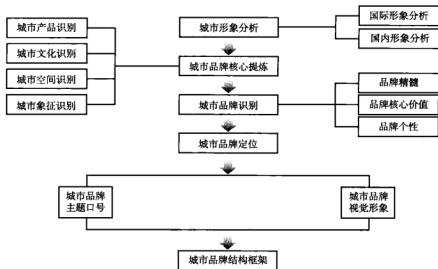 城市产品识别
城市文化识别
城市空间识别
城市象征识别
城市形象分析
国际形象分析
国内形象分析
城市品牌核心提炼
城市品牌识别
品牌精髓
品牌核心价值
品牌个性
城市品牌定位
城市品牌
主题口号
城市品牌
视觉形象
城市品牌结构框架